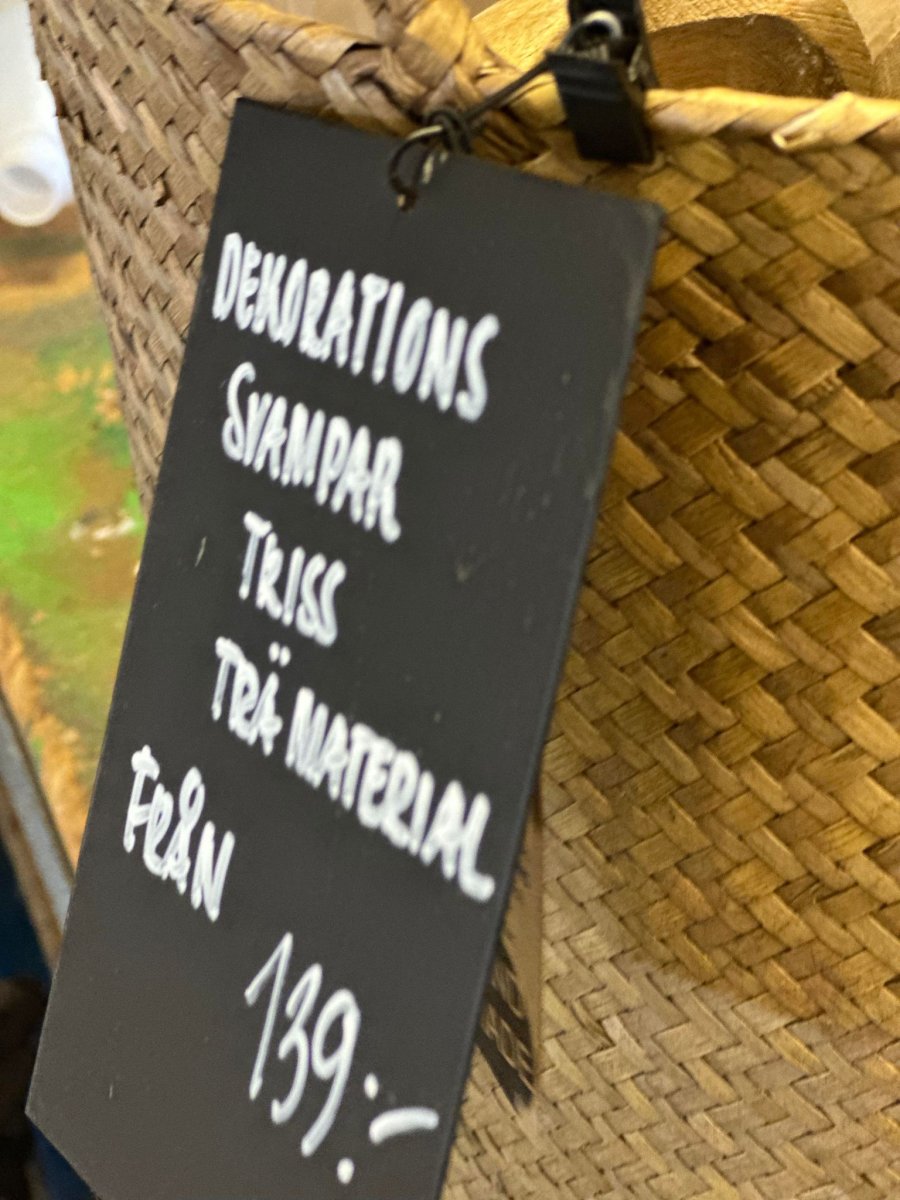 DEKORATIONS
SVAMPAR
TRISS
TRÄ MATERIAL
FRÅN
139:-